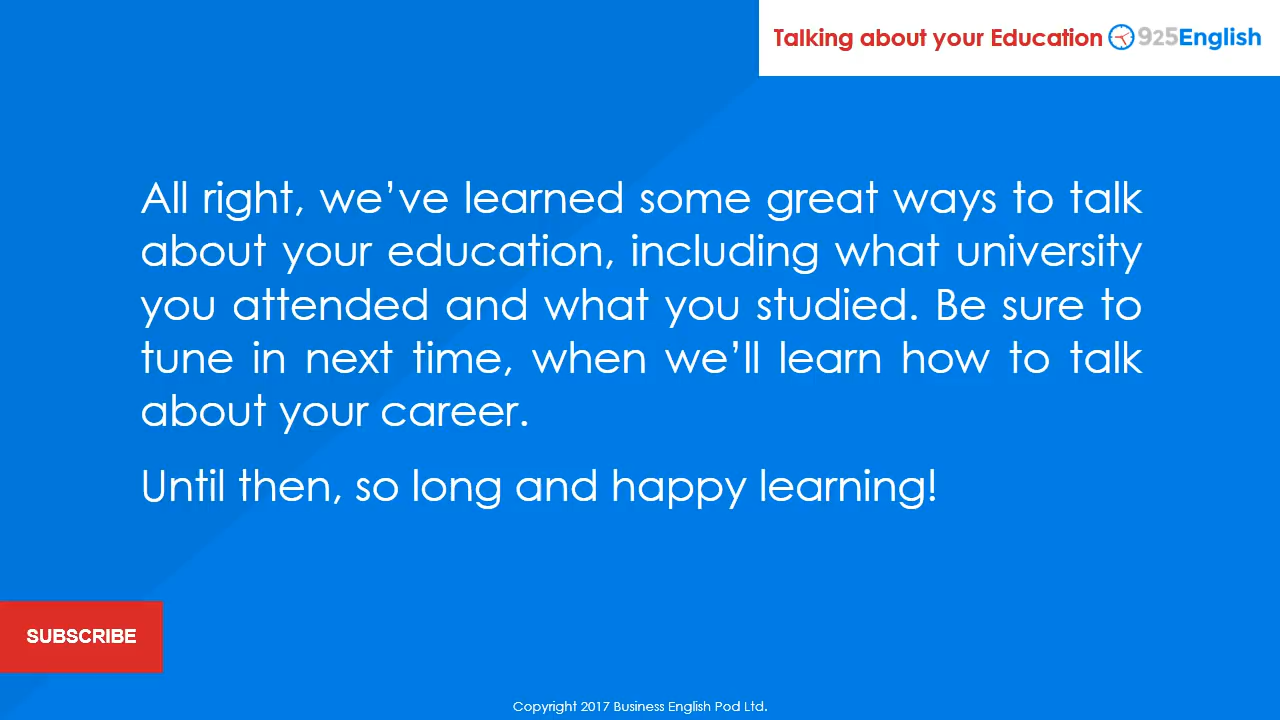 Talking about your Education 925English
All right, we've learned some great ways to talk
about your education, including what university
you attended and what you studied. Be sure to
tune in next time, when we'll learn how to talk
about your career.
Until then, so long and happy learning!
SUBSCRIBE
Copyright 2017 Business English Pod Ltd.